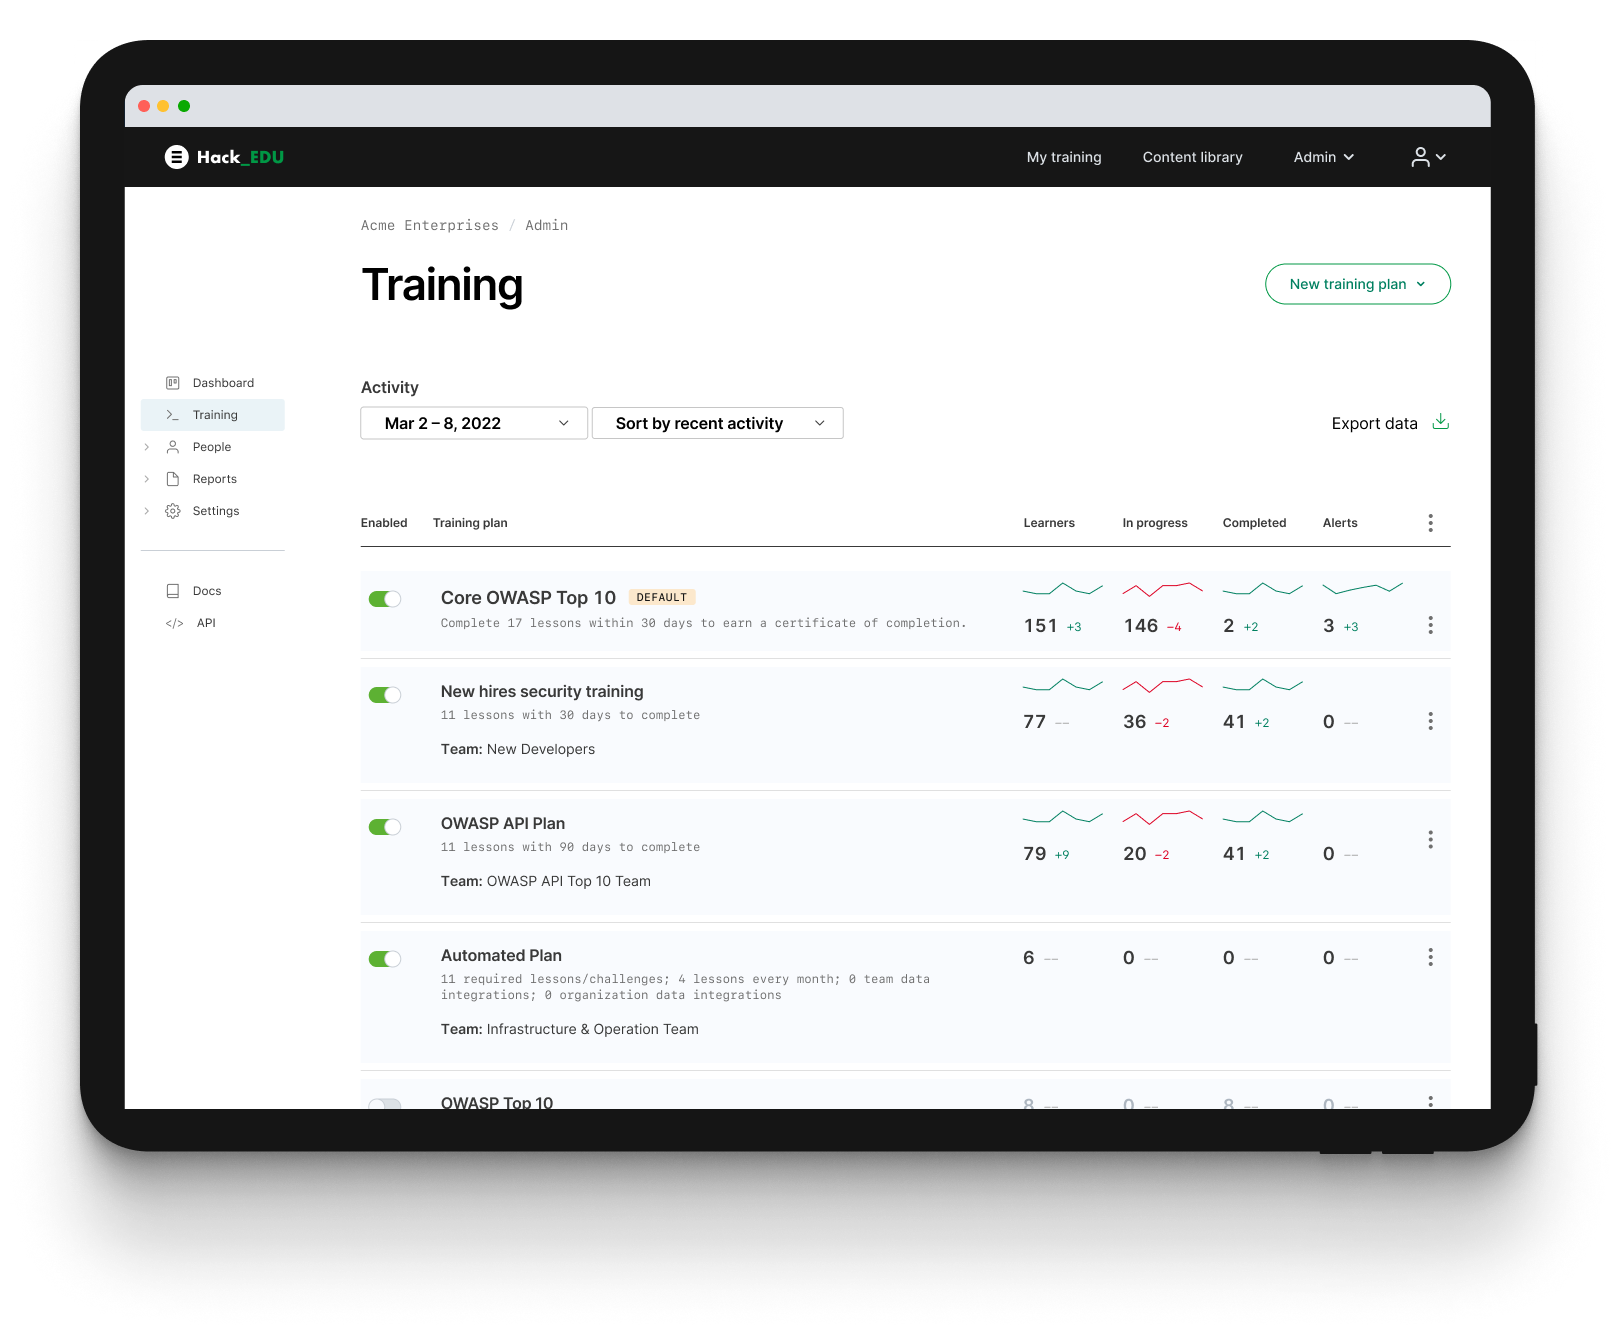 Hack_EDU
My training
Content library
Admin
Acme Enterprises / Admin
Training
New training plan
Dashboard
Training
People
Reports
Settings
Docs
</> API
Activity
Mar 2 – 8, 2022
Sort by recent activity
Export data
Enabled Training plan Learners In progress Completed Alerts
Core OWASP Top 10 DEFAULT
Complete 17 lessons within 30 days to earn a certificate of completion.
151 +3 146 −4 2 +2 3 +3
New hires security training
11 lessons with 30 days to complete
77 -- 36 −2 41 +2 0 --
Team: New Developers
OWASP API Plan
11 lessons with 90 days to complete
79 +9 20 −2 41 +2 0 --
Team: OWASP API Top 10 Team
Automated Plan
6 -- 0 -- 0 -- 0 --
11 required lessons/challenges; 4 lessons every month; 0 team data
integrations; 0 organization data integrations
Team: Infrastructure & Operation Team
OWASP Top 10
8 -- 0 -- 8 -- 0 --